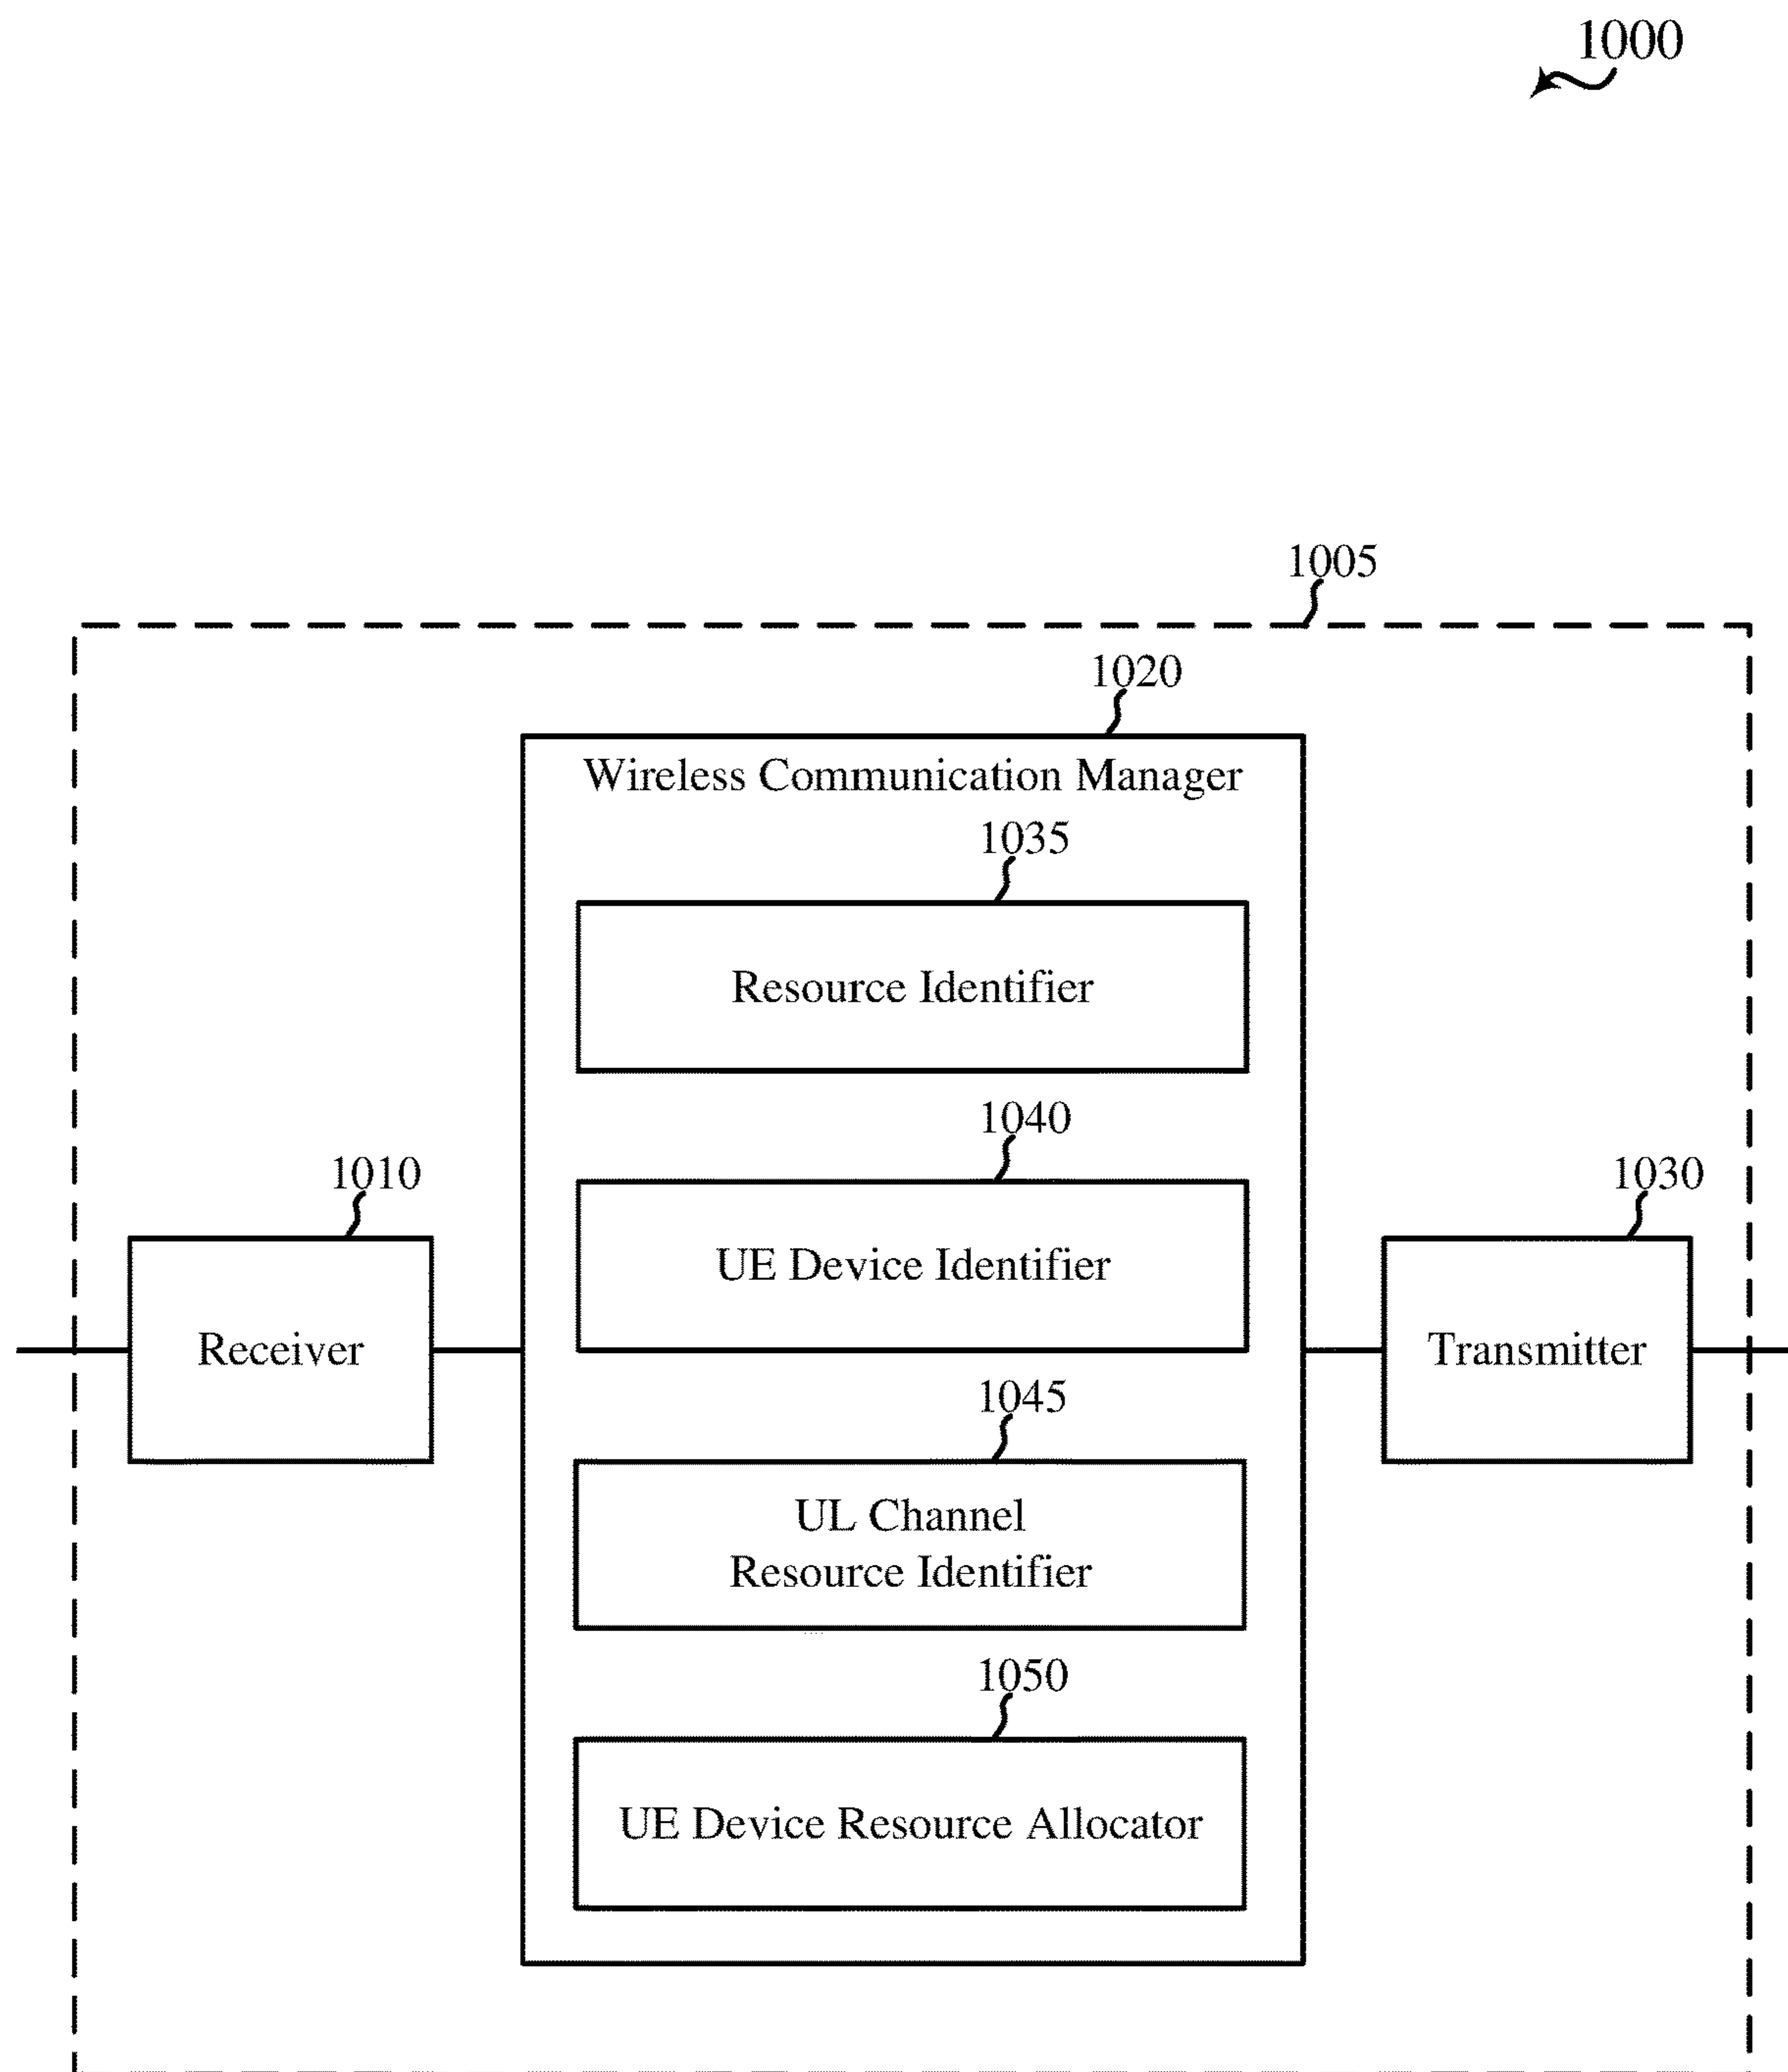 1000
1005
1020
Wireless Communication Manager
1035
Resource Identifier
1040
UE Device Identifier
1010
Receiver
1030
Transmitter
1045
UL Channel
Resource Identifier
1050
UE Device Resource Allocator